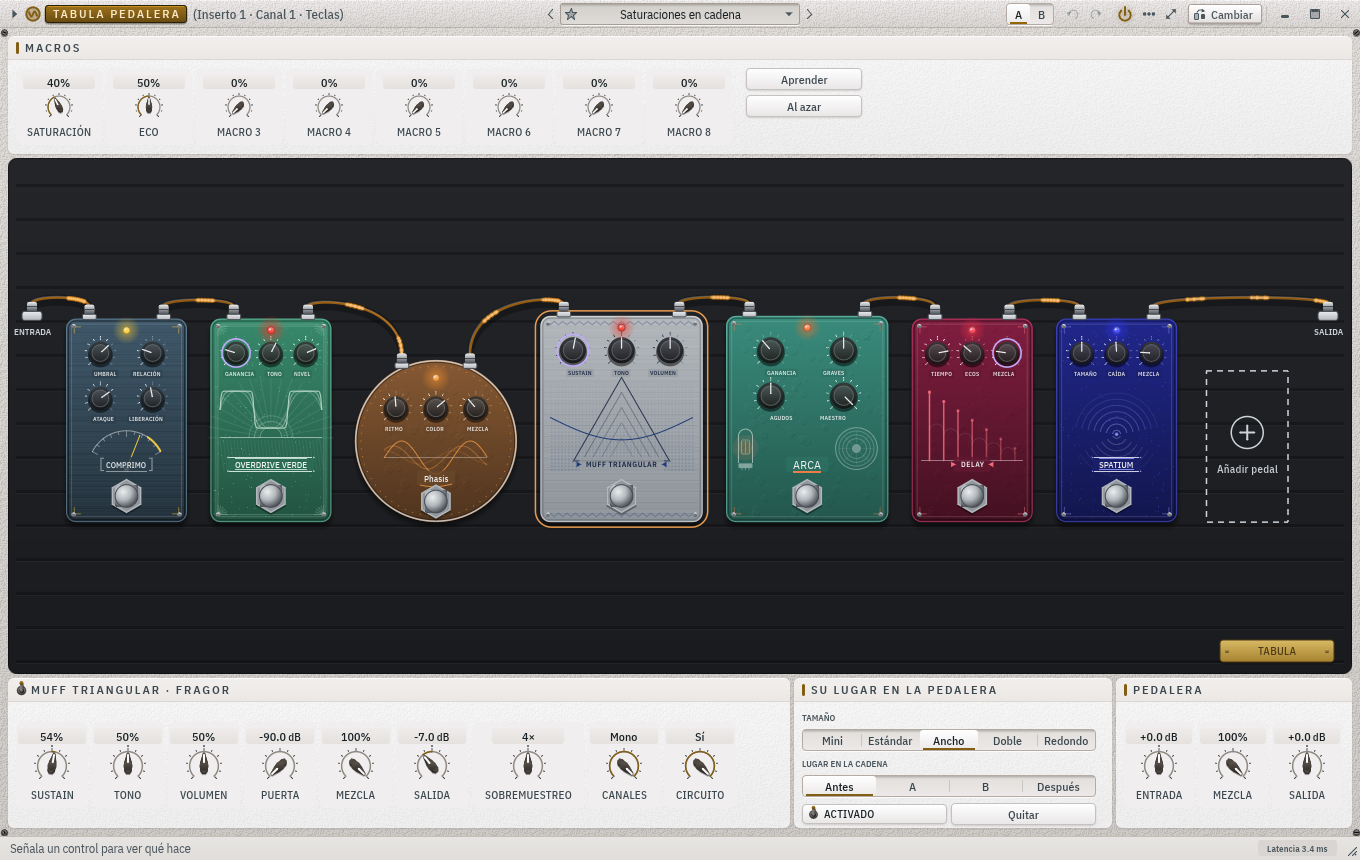 TABULA PEDALERA (Inserto 1 · Canal 1 · Teclas) Saturaciones en cadena A B Cambiar
MACROS
40% 50% 0% 0% 0% 0% 0% 0% Aprender
Al azar
SATURACIÓN ECO MACRO 3 MACRO 4 MACRO 5 MACRO 6 MACRO 7 MACRO 8
ENTRADA SALIDA
UMBRAL RELACIÓN
ATAQUE LIBERACIÓN
COMPRIMO
GANANCIA TONO NIVEL
OVERDRIVE VERDE
RITMO COLOR MEZCLA
Phasis
SUSTAIN TONO VOLUMEN
MUFF TRIANGULAR
GANANCIA GRAVES
AGUDOS MAESTRO
ARCA
TIEMPO ECOS MEZCLA
DELAY
TAMAÑO CAÍDA MEZCLA
SPATIUM
Añadir pedal
TABULA
MUFF TRIANGULAR · FRAGOR
54% 50% 50% -90.0 dB 100% -7.0 dB 4× Mono Sí
SUSTAIN TONO VOLUMEN PUERTA MEZCLA SALIDA SOBREMUESTREO CANALES CIRCUITO
SU LUGAR EN LA PEDALERA
TAMAÑO
Mini Estándar Ancho Doble Redondo
LUGAR EN LA CADENA
Antes A B Después
ACTIVADO Quitar
PEDALERA
+0.0 dB 100% +0.0 dB
ENTRADA MEZCLA SALIDA
Señala un control para ver qué hace Latencia 3.4 ms